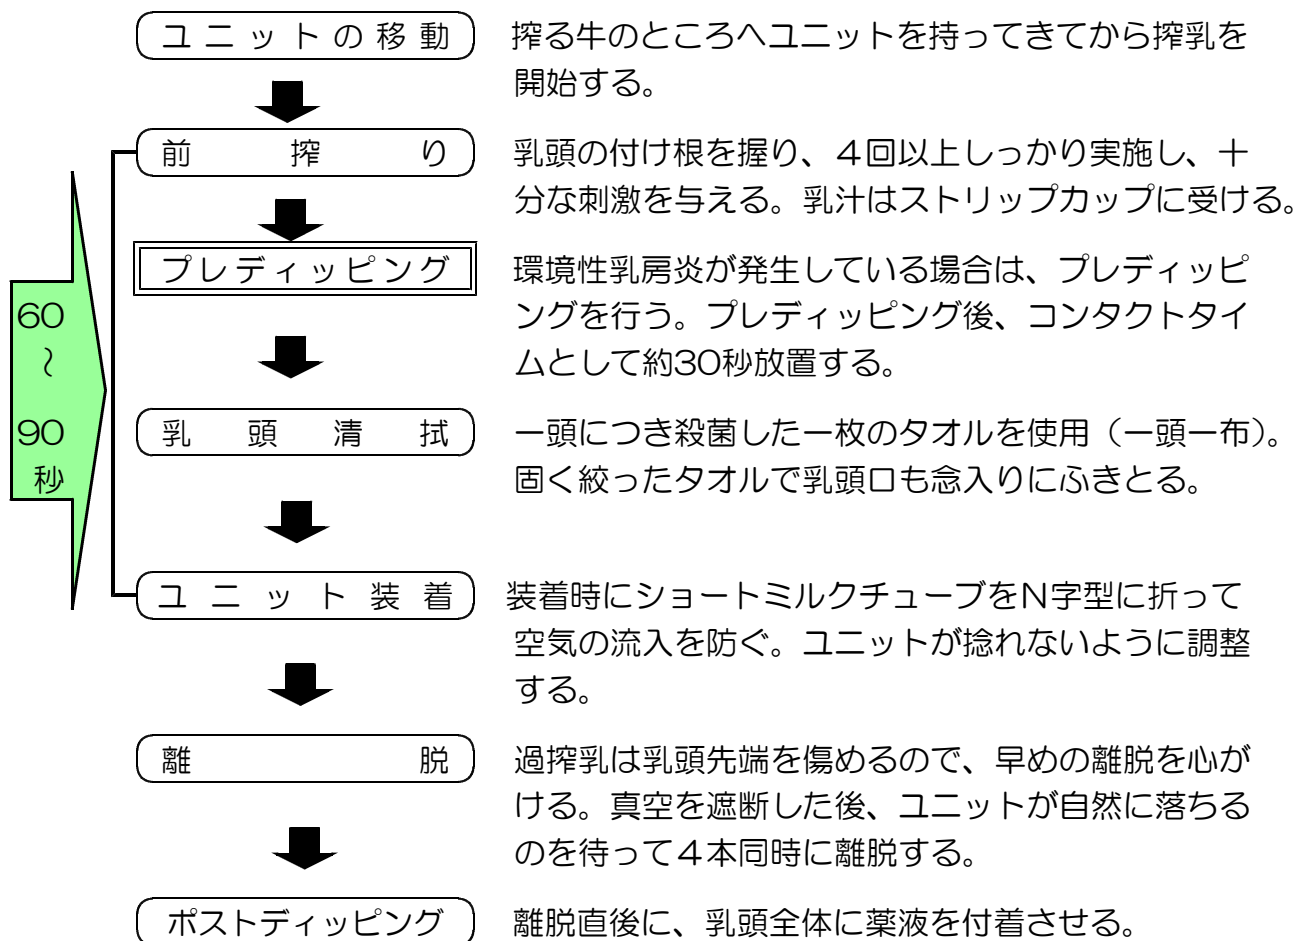 ユニットの移動
搾る牛のところへユニットを持ってきてから搾乳を
開始する。
前搾り
乳頭の付け根を握り、4回以上しっかり実施し、十
分な刺激を与える。乳汁はストリップカップに受ける。
プレディッピング
環境性乳房炎が発生している場合は、プレディッピ
ングを行う。プレディッピング後、コンタクトタイ
ムとして約30秒放置する。
60
~
90
秒
乳頭清拭
一頭につき殺菌した一枚のタオルを使用(一頭一布)。
固く絞ったタオルで乳頭口も念入りにふきとる。
ユニット装着
装着時にショートミルクチューブをN字型に折って
空気の流入を防ぐ。ユニットが捻れないように調整
する。
離脱
過搾乳は乳頭先端を傷めるので、早めの離脱を心が
ける。真空を遮断した後、ユニットが自然に落ちる
のを待って4本同時に離脱する。
ポストディッピング
離脱直後に、乳頭全体に薬液を付着させる。